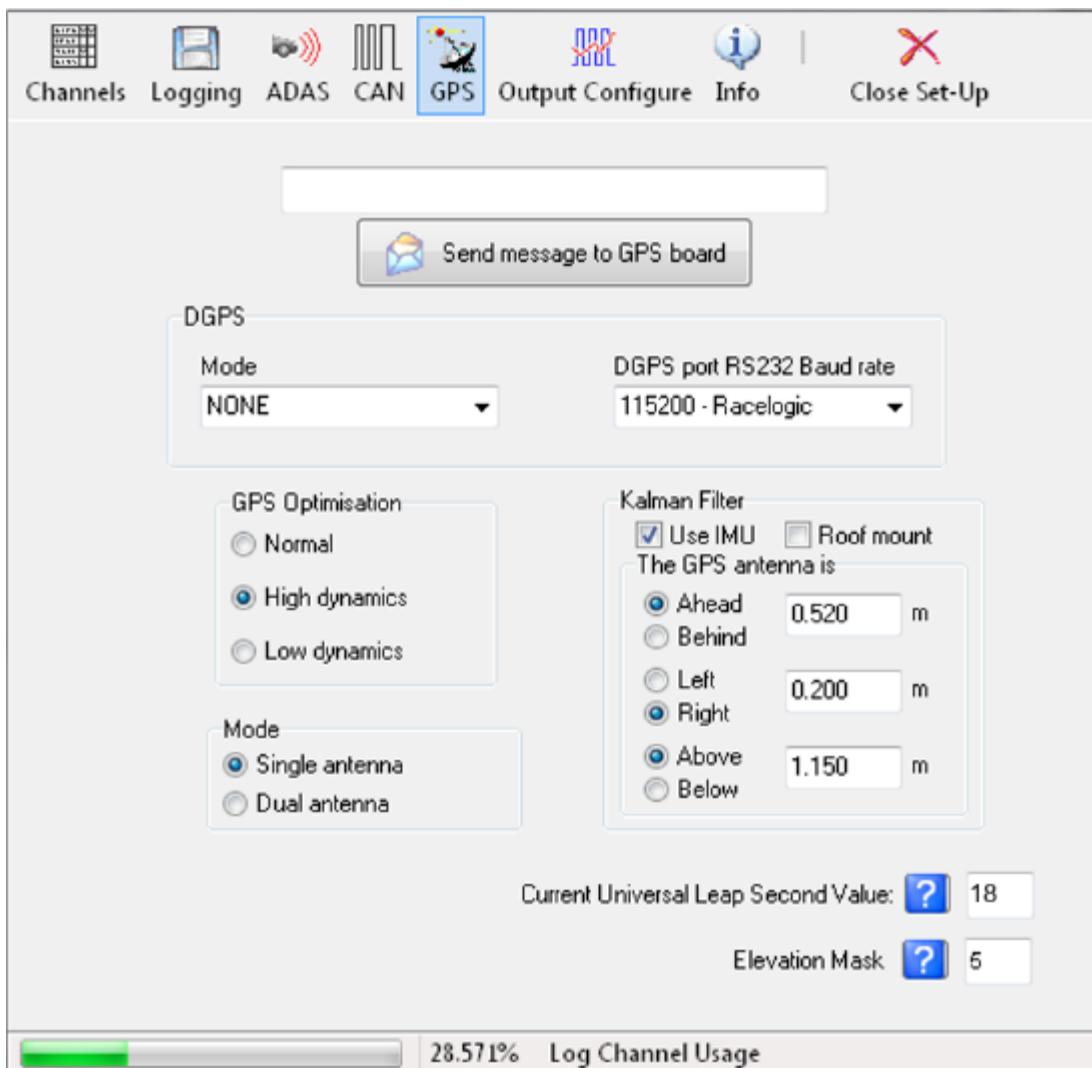 Channels Logging ADAS CAN GPS Output Configure Info Close Set-Up
Send message to GPS board
DGPS
Mode
NONE
DGPS port RS232 Baud rate
115200 - Racelogic
GPS Optimisation
Normal
High dynamics
Low dynamics
Mode
Single antenna
Dual antenna
Kalman Filter
Use IMU Roof mount
The GPS antenna is
Ahead
Behind
0.520 m
Left
Right
0.200 m
Above
Below
1.150 m
Current Universal Leap Second Value: ? 18
Elevation Mask ? 5
28.571% Log Channel Usage